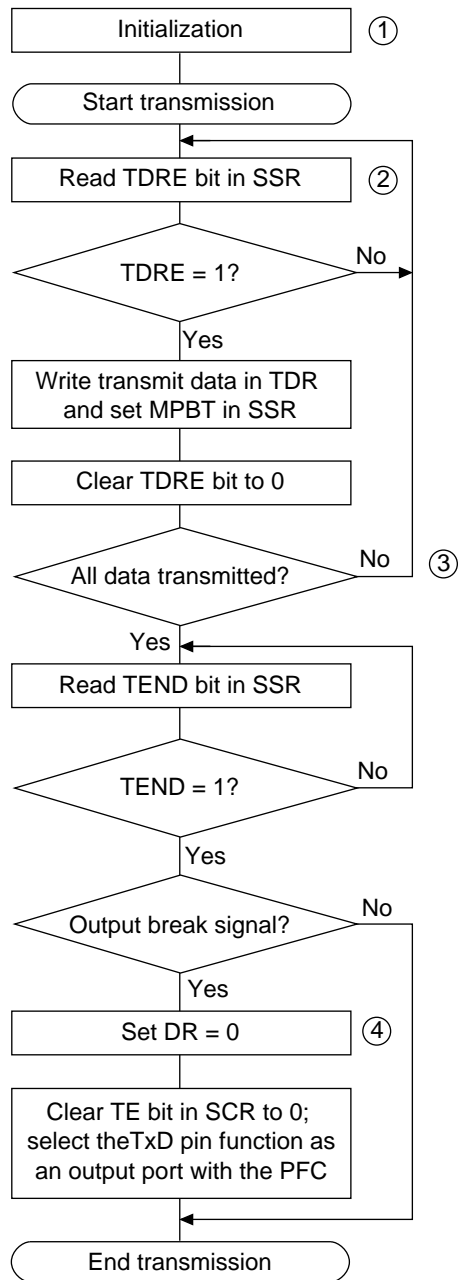 Initialization
①
Start transmission
Read TDRE bit in SSR
②
TDRE = 1?
No
Yes
Write transmit data in TDR
and set MPBT in SSR
Clear TDRE bit to 0
All data transmitted?
No
③
Yes
Read TEND bit in SSR
TEND = 1?
No
Yes
Output break signal?
No
Yes
Set DR = 0
④
Clear TE bit in SCR to 0;
select theTxD pin function as
an output port with the PFC
End transmission